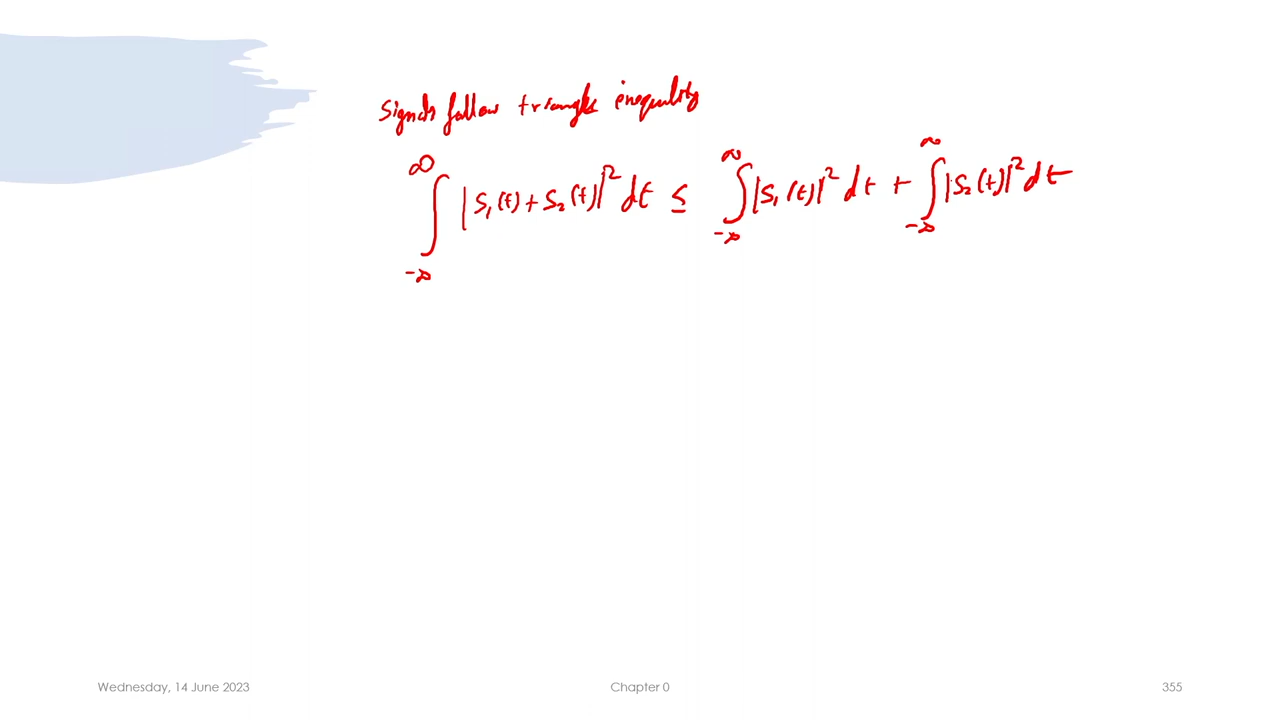 Signals follow triangle inequality
∞ ∫ -∞ |S₁(t) + S₂(t)|² dt ≤ ∞ ∫ -∞ |S₁(t)|² dt + ∞ ∫ -∞ |S₂(t)|² dt
Wednesday, 14 June 2023 Chapter 0 355